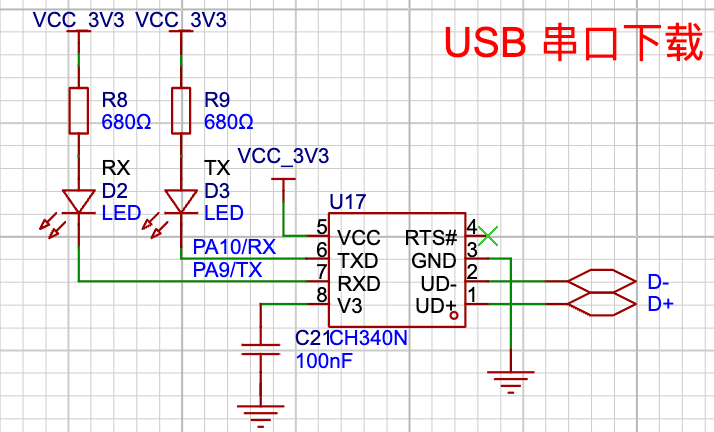 VCC_3V3 VCC_3V3
USB 串口下载
R8 R9
680Ω 680Ω
RX TX
VCC_3V3
D2 D3
LED LED
U17
PA10/RX
PA9/TX
5 VCC RTS# 4
6 TXD GND 3
7 RXD UD- 2
8 V3 UD+ 1
D-
D+
C21 CH340N
100nF